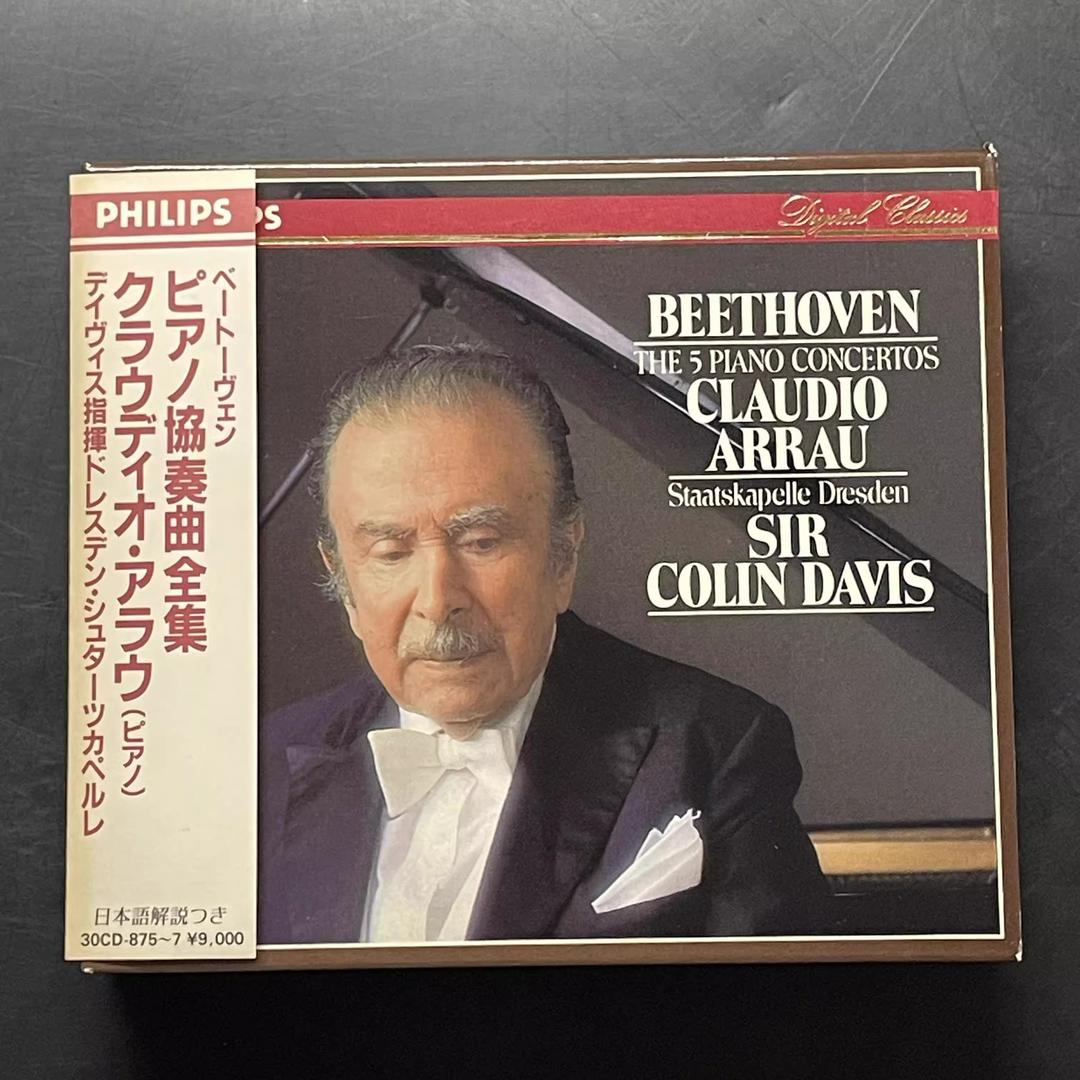 PHILIPS
ベートーヴェン
ピアノ協奏曲全集
クラウディオ・アラウ(ピアノ)
デイヴィス指揮ドレスデン・シュターツカペルレ
日本語解説つき
30CD-875~7 ¥9,000
PS
Digital Classics
BEETHOVEN
THE 5 PIANO CONCERTOS
CLAUDIO
ARRAU
Staatskapelle Dresden
SIR
COLIN DAVIS